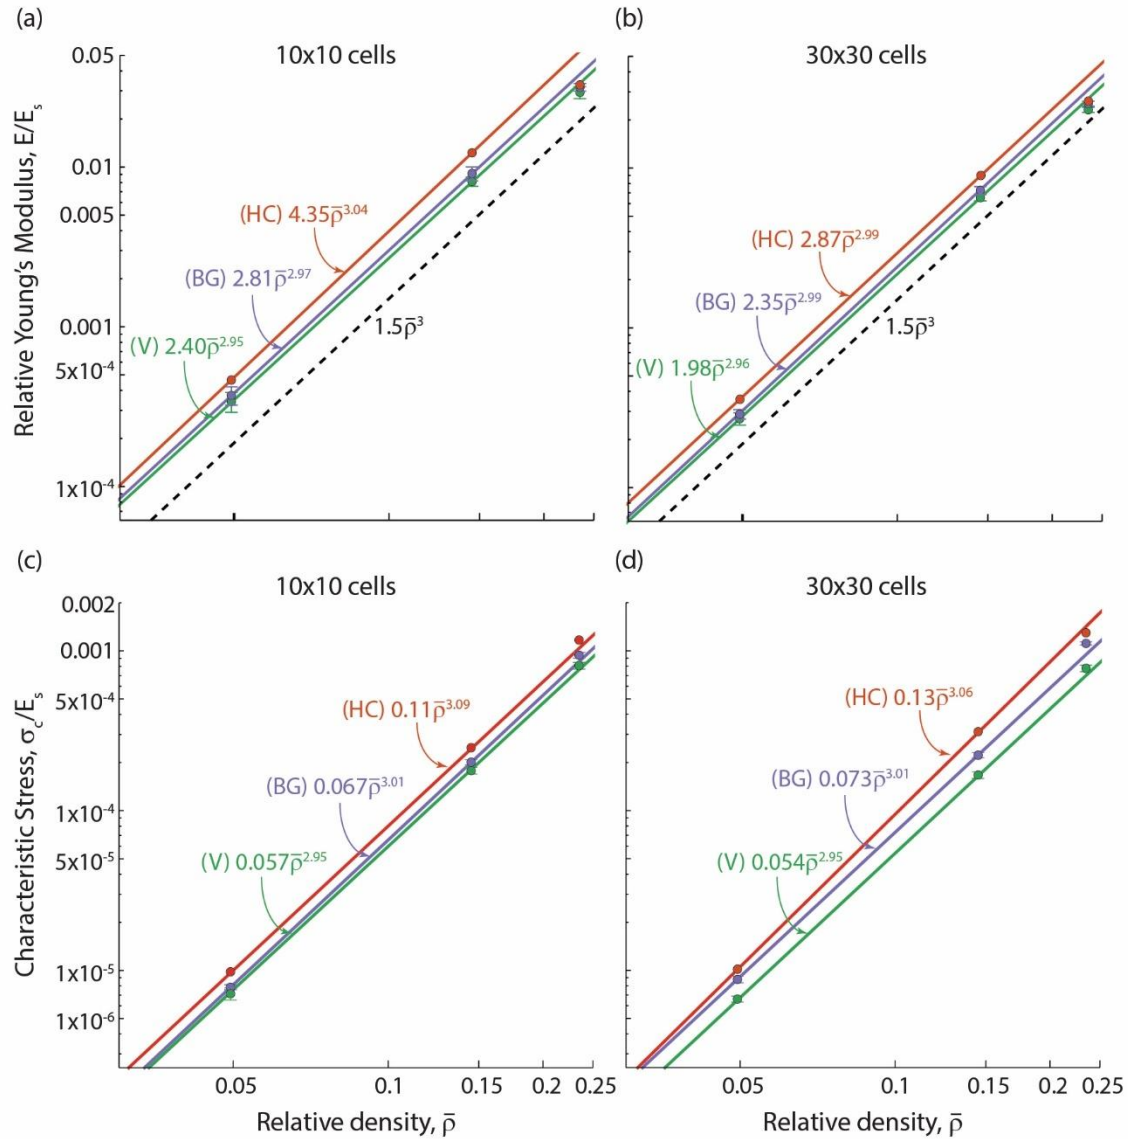 (a)
10x10 cells
Relative Young's Modulus, E/Eₛ
0.05
0.01
0.005
0.001
5x10⁻⁴
1x10⁻⁴
(HC) 4.35ρ̅³·⁰⁴
(BG) 2.81ρ̅²·⁹⁷
(V) 2.40ρ̅²·⁹⁵
1.5ρ̅³
(b)
30x30 cells
(HC) 2.87ρ̅²·⁹⁹
(BG) 2.35ρ̅²·⁹⁹
(V) 1.98ρ̅²·⁹⁶
1.5ρ̅³
(c)
10x10 cells
Characteristic Stress, σ꜀/Eₛ
0.002
0.001
5x10⁻⁴
1x10⁻⁴
5x10⁻⁵
1x10⁻⁵
1x10⁻⁶
(HC) 0.11ρ̅³·⁰⁹
(BG) 0.067ρ̅³·⁰¹
(V) 0.057ρ̅²·⁹⁵
0.05 0.1 0.15 0.2 0.25
Relative density, ρ̅
(d)
30x30 cells
(HC) 0.13ρ̅³·⁰⁶
(BG) 0.073ρ̅³·⁰¹
(V) 0.054ρ̅²·⁹⁵
0.05 0.1 0.15 0.2 0.25
Relative density, ρ̅